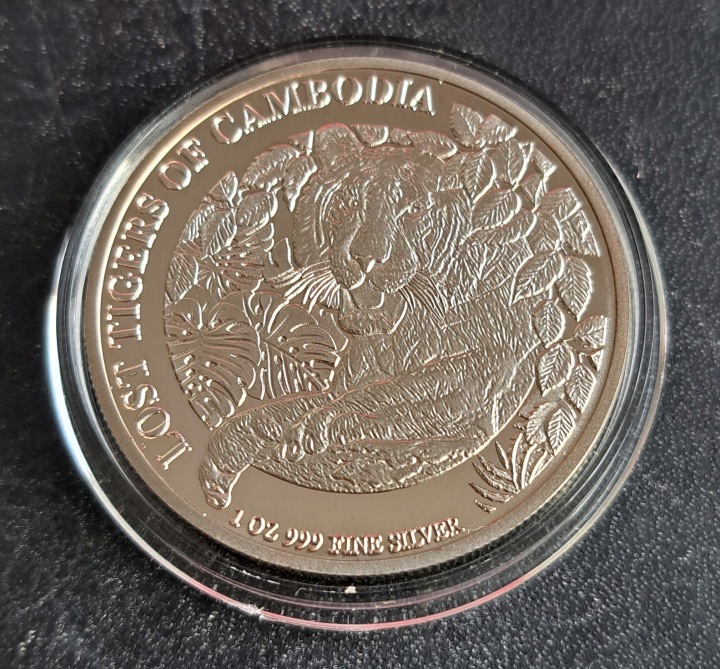 LOST TIGERS OF CAMBODIA
1 OZ 999 FINE SILVER